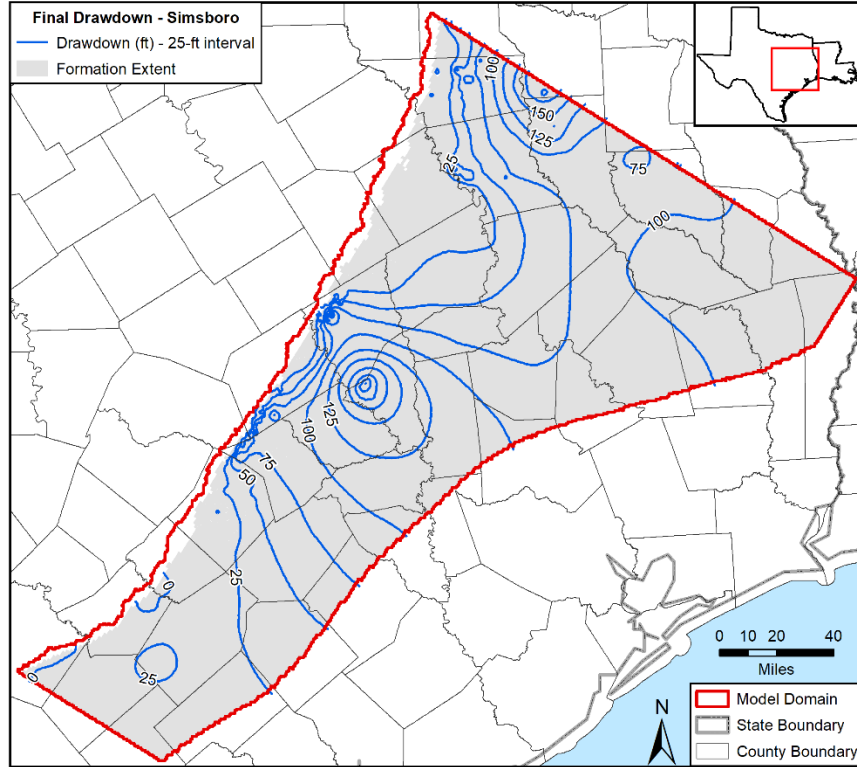 Final Drawdown - Simsboro
Drawdown (ft) - 25-ft interval
Formation Extent
100
150
125
25
75
100
125
100
75
50
25
0
25
0
0 10 20 40
Miles
N
Model Domain
State Boundary
County Boundary